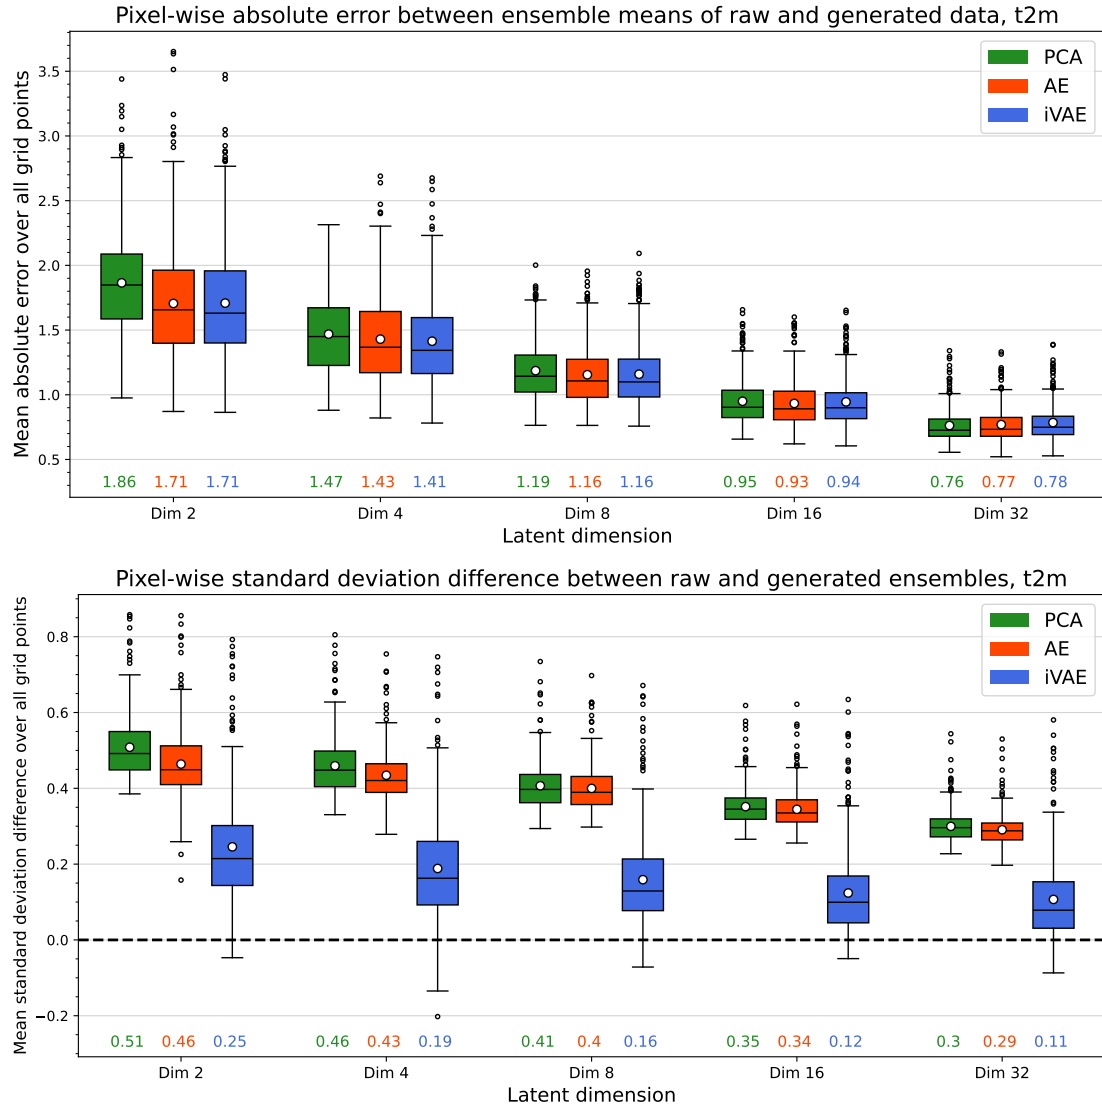 Pixel-wise absolute error between ensemble means of raw and generated data, t2m
Mean absolute error over all grid points
3.5
3.0
2.5
2.0
1.5
1.0
0.5
PCA
AE
iVAE
1.86 1.71 1.71 1.47 1.43 1.41 1.19 1.16 1.16 0.95 0.93 0.94 0.76 0.77 0.78
Dim 2 Dim 4 Dim 8 Dim 16 Dim 32
Latent dimension
Pixel-wise standard deviation difference between raw and generated ensembles, t2m
Mean standard deviation difference over all grid points
0.8
0.6
0.4
0.2
0.0
−0.2
PCA
AE
iVAE
0.51 0.46 0.25 0.46 0.43 0.19 0.41 0.4 0.16 0.35 0.34 0.12 0.3 0.29 0.11
Dim 2 Dim 4 Dim 8 Dim 16 Dim 32
Latent dimension